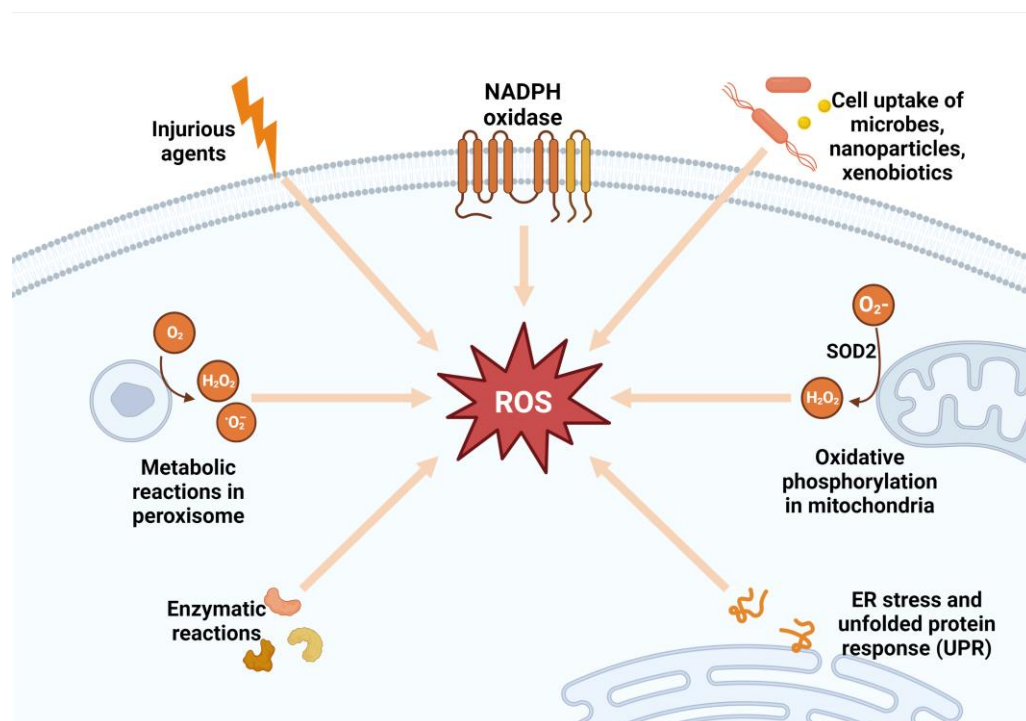 Injurious
agents
NADPH
oxidase
Cell uptake of
microbes,
nanoparticles,
xenobiotics
O₂
H₂O₂
·O₂⁻
Metabolic
reactions in
peroxisome
ROS
O₂-
SOD2
H₂O₂
Oxidative
phosphorylation
in mitochondria
Enzymatic
reactions
ER stress and
unfolded protein
response (UPR)